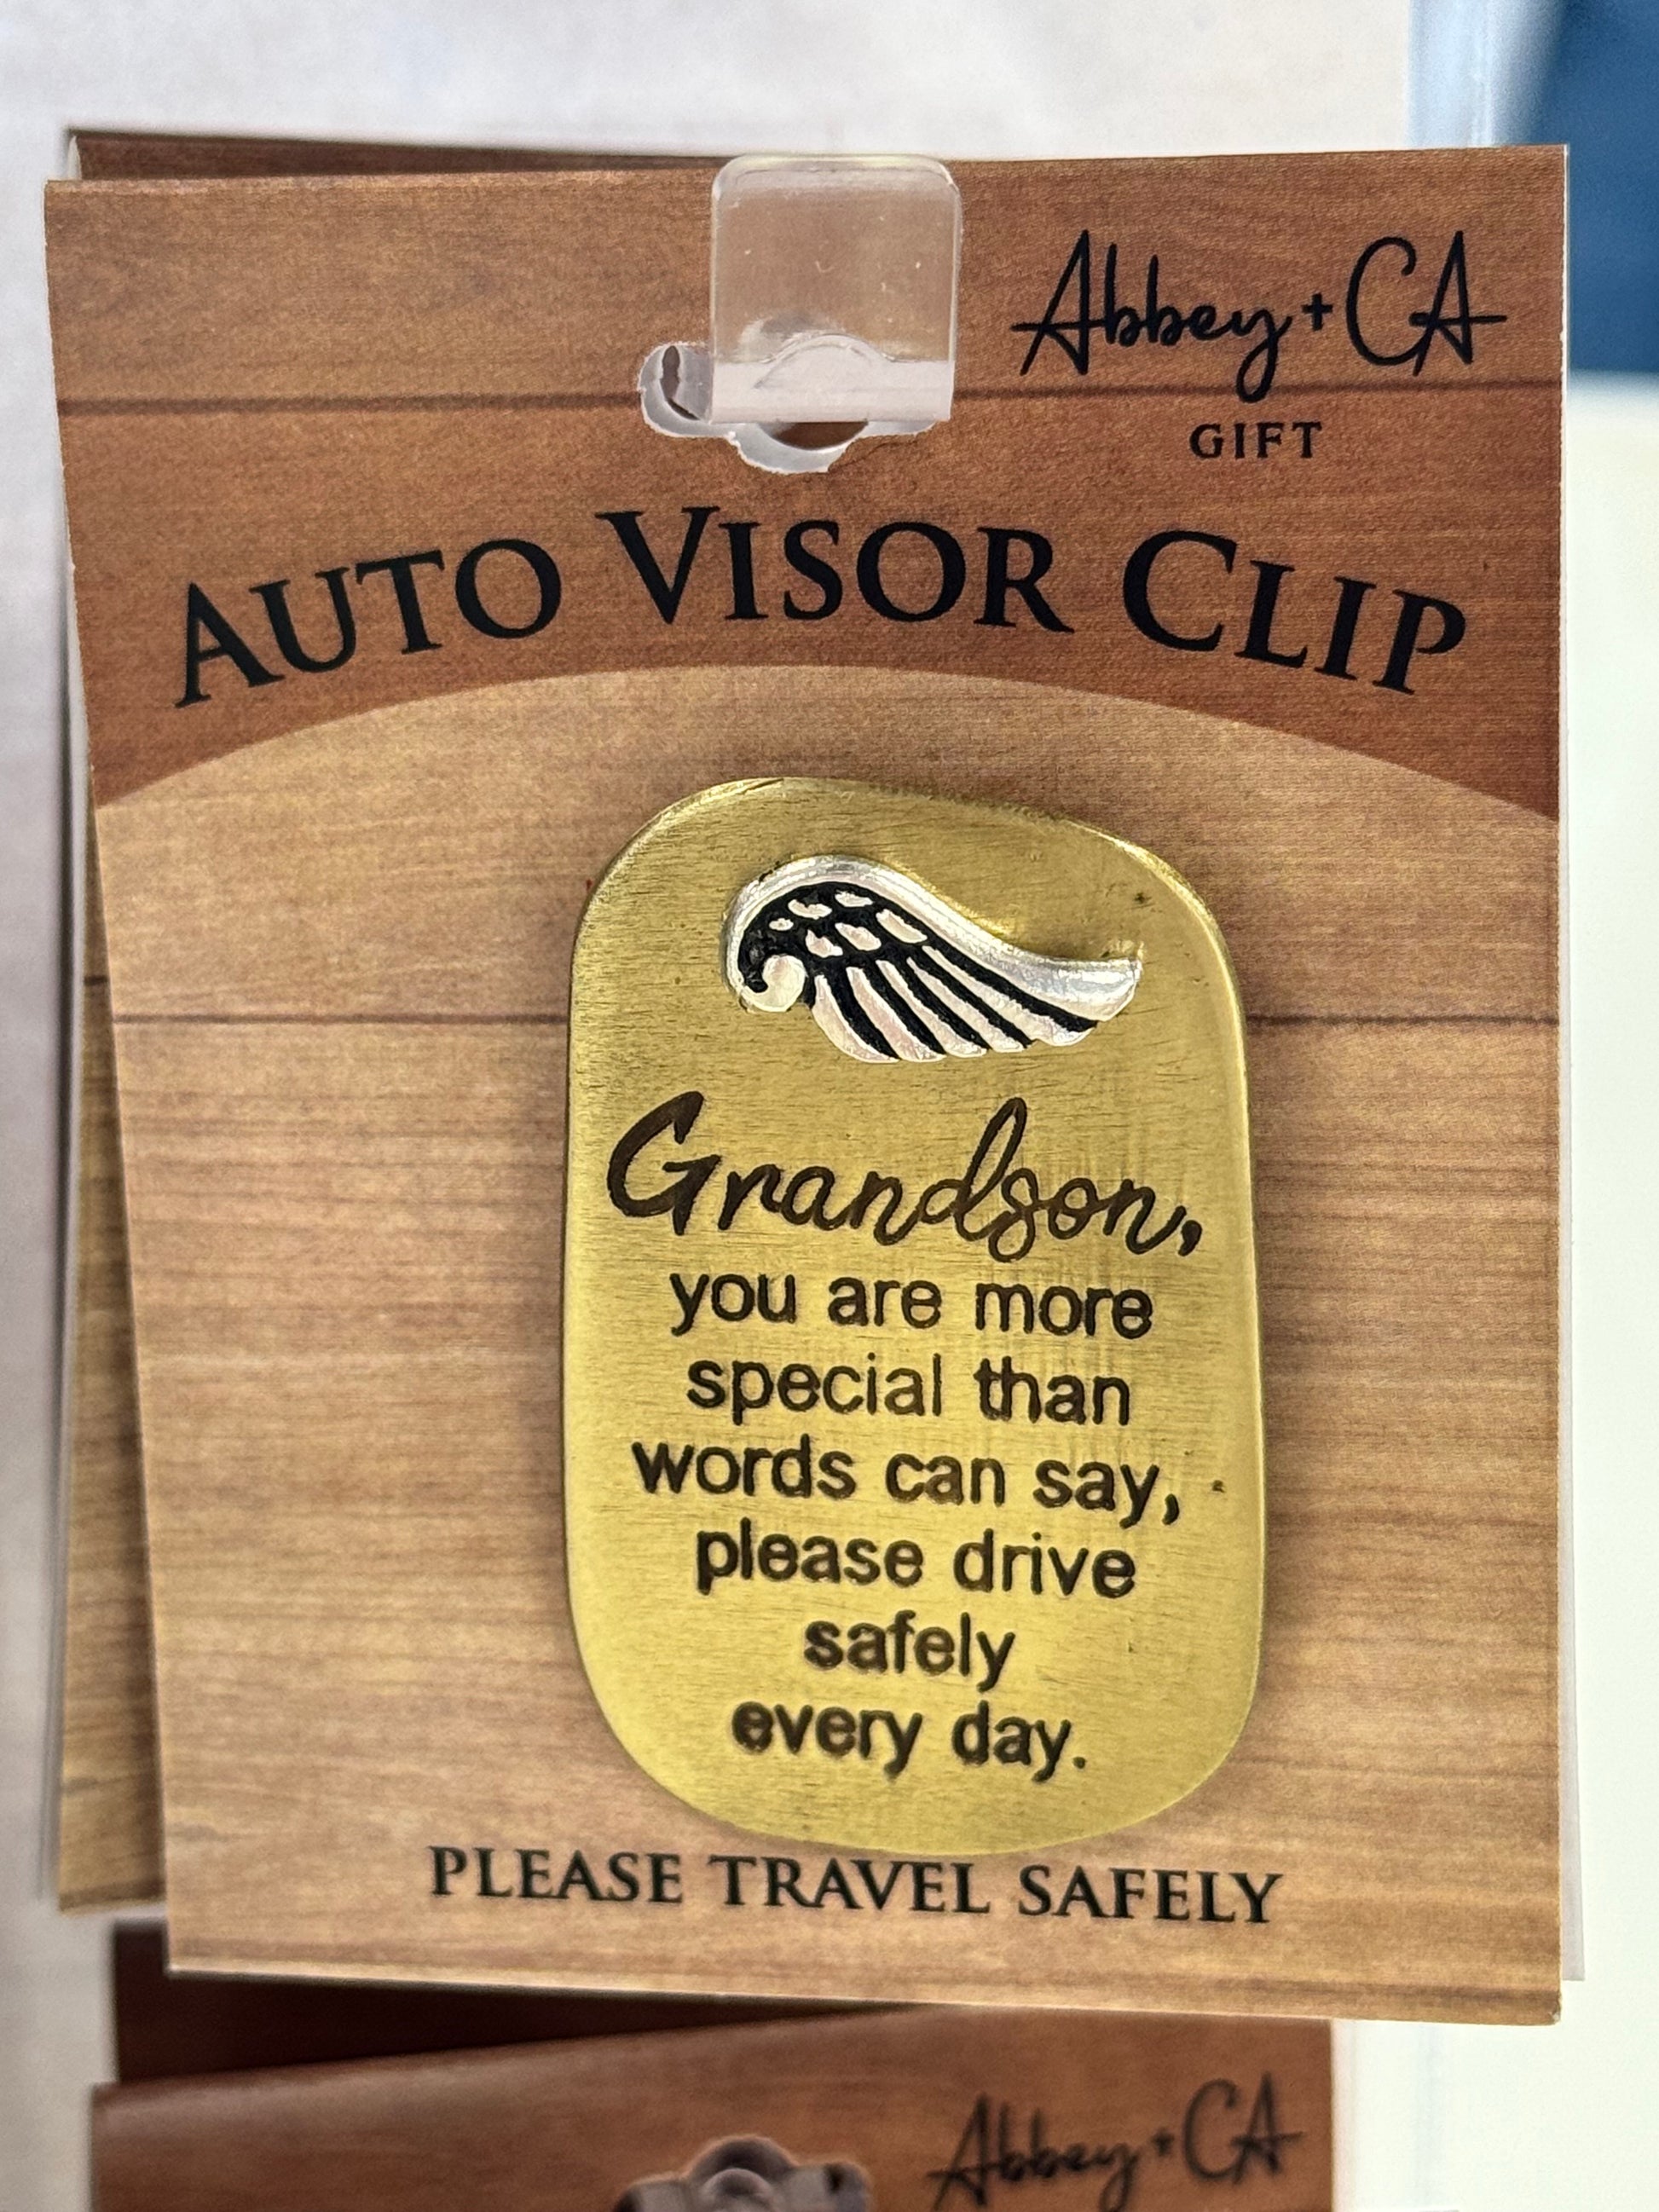 Abbey + CA
GIFT
AUTO VISOR CLIP
Grandson,
you are more
special than
words can say,
please drive
safely
every day.
PLEASE TRAVEL SAFELY
Abbey + CA